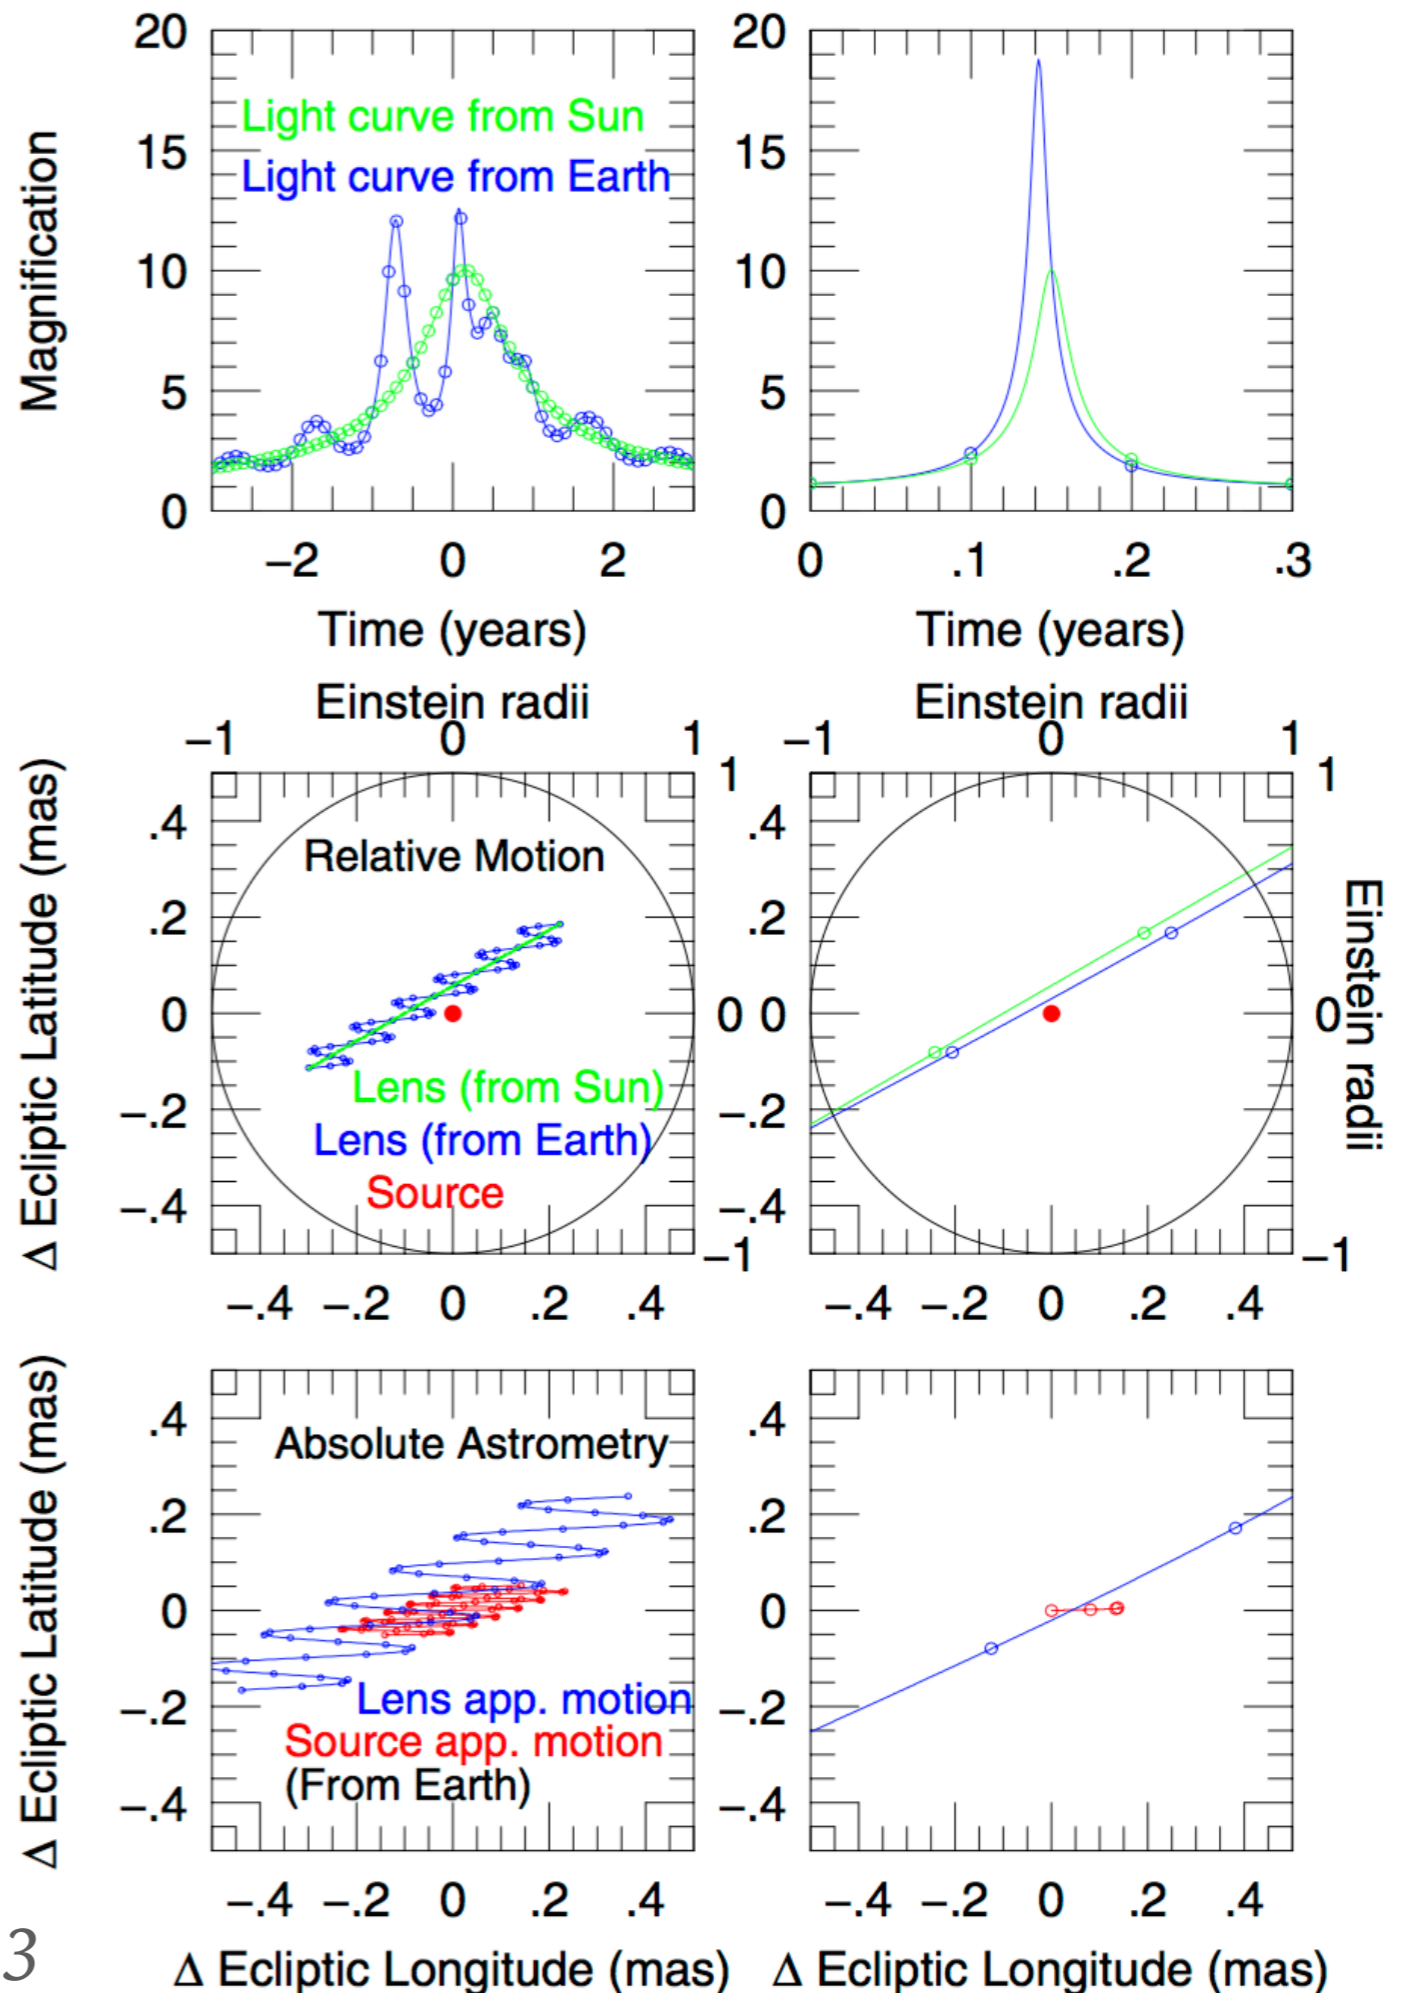 20
15
10
5
0
Magnification
Light curve from Sun
Light curve from Earth
−2 0 2
Time (years)
20
15
10
5
0
0 .1 .2 .3
Time (years)
Einstein radii
−1 0 1
Δ Ecliptic Latitude (mas)
.4
.2
0
−.2
−.4
1
0
−1
Relative Motion
Lens (from Sun)
Lens (from Earth)
Source
−.4 −.2 0 .2 .4
Einstein radii
−1 0 1
.4
.2
0
−.2
−.4
1
0
−1
Einstein radii
−.4 −.2 0 .2 .4
Δ Ecliptic Latitude (mas)
.4
.2
0
−.2
−.4
Absolute Astrometry
Lens app. motion
Source app. motion
(From Earth)
−.4 −.2 0 .2 .4
Δ Ecliptic Longitude (mas)
.4
.2
0
−.2
−.4
−.4 −.2 0 .2 .4
Δ Ecliptic Longitude (mas)
3